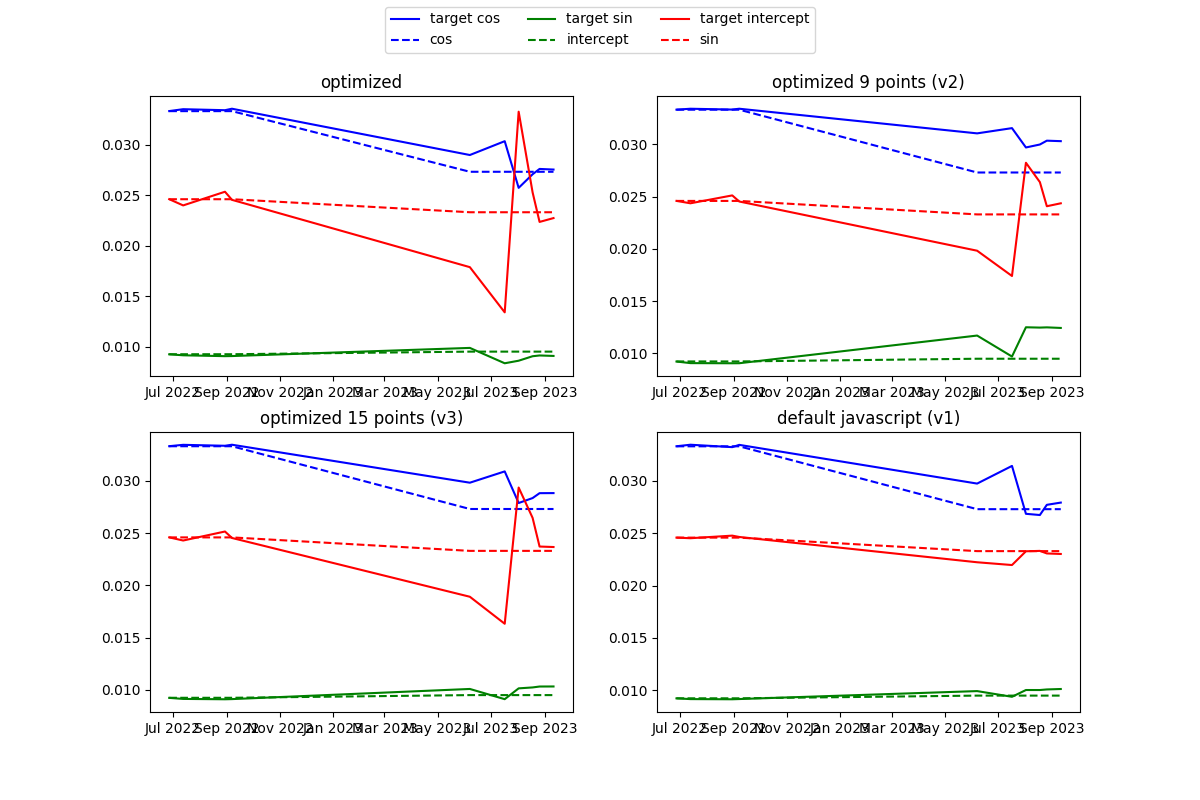 target cos target sin target intercept
cos intercept sin
optimized
0.030
0.025
0.020
0.015
0.010
Jul 2022 Sep 2022 Nov 2022 Jan 2023 Mar 2023 May 2023 Jul 2023 Sep 2023
optimized 9 points (v2)
0.030
0.025
0.020
0.015
0.010
Jul 2022 Sep 2022 Nov 2022 Jan 2023 Mar 2023 May 2023 Jul 2023 Sep 2023
optimized 15 points (v3)
0.030
0.025
0.020
0.015
0.010
Jul 2022 Sep 2022 Nov 2022 Jan 2023 Mar 2023 May 2023 Jul 2023 Sep 2023
default javascript (v1)
0.030
0.025
0.020
0.015
0.010
Jul 2022 Sep 2022 Nov 2022 Jan 2023 Mar 2023 May 2023 Jul 2023 Sep 2023